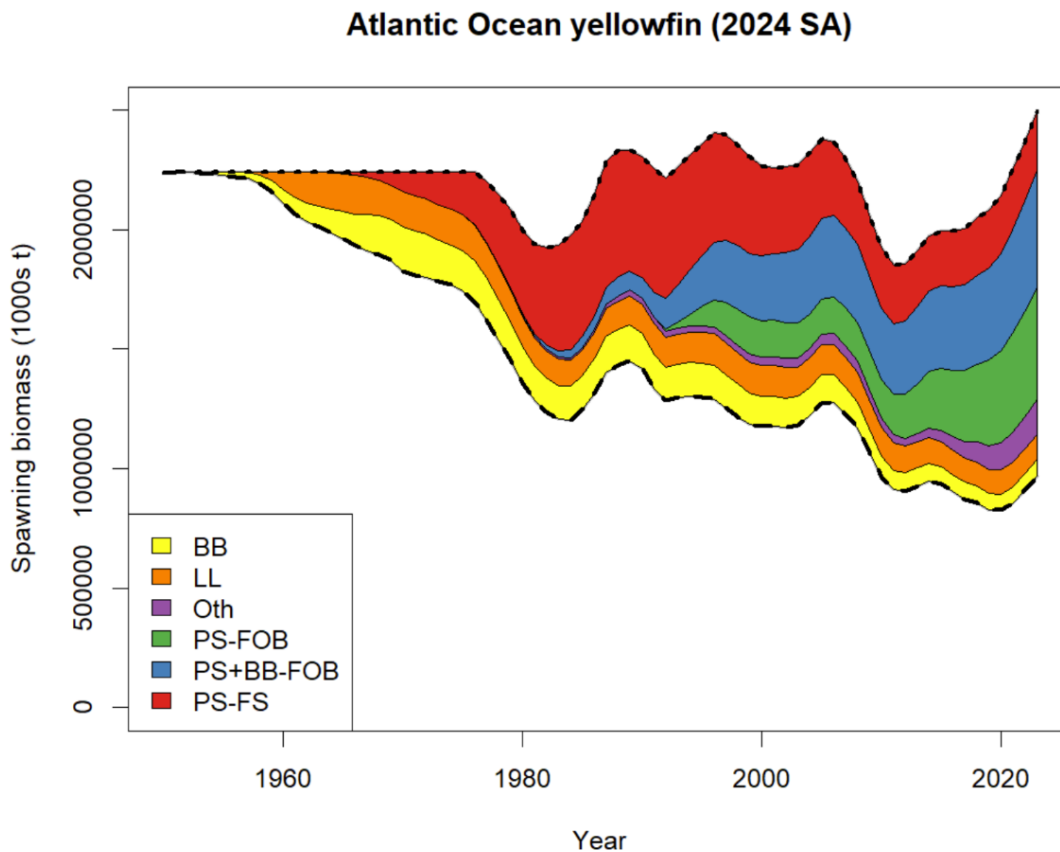 Atlantic Ocean yellowfin (2024 SA)
Spawning biomass (1000s t)
2000000
1000000
500000
0
BB
LL
Oth
PS-FOB
PS+BB-FOB
PS-FS
1960
1980
2000
2020
Year